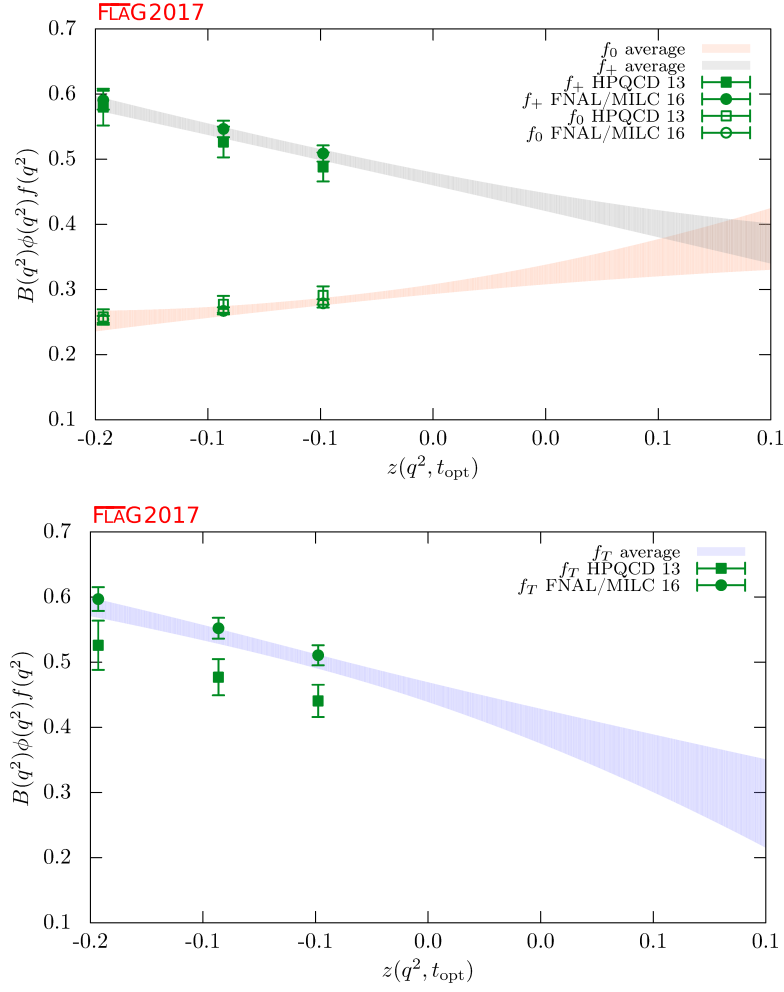 FLAG2017
0.7
0.6
0.5
0.4
0.3
0.2
0.1
B(q²)ϕ(q²)f(q²)
f₀ average
f₊ average
f₊ HPQCD 13
f₊ FNAL/MILC 16
f₀ HPQCD 13
f₀ FNAL/MILC 16
-0.2 -0.1 -0.1 0.0 0.0 0.1 0.1
z(q², t_opt)
FLAG2017
0.7
0.6
0.5
0.4
0.3
0.2
0.1
B(q²)ϕ(q²)f(q²)
f_T average
f_T HPQCD 13
f_T FNAL/MILC 16
-0.2 -0.1 -0.1 0.0 0.0 0.1 0.1
z(q², t_opt)